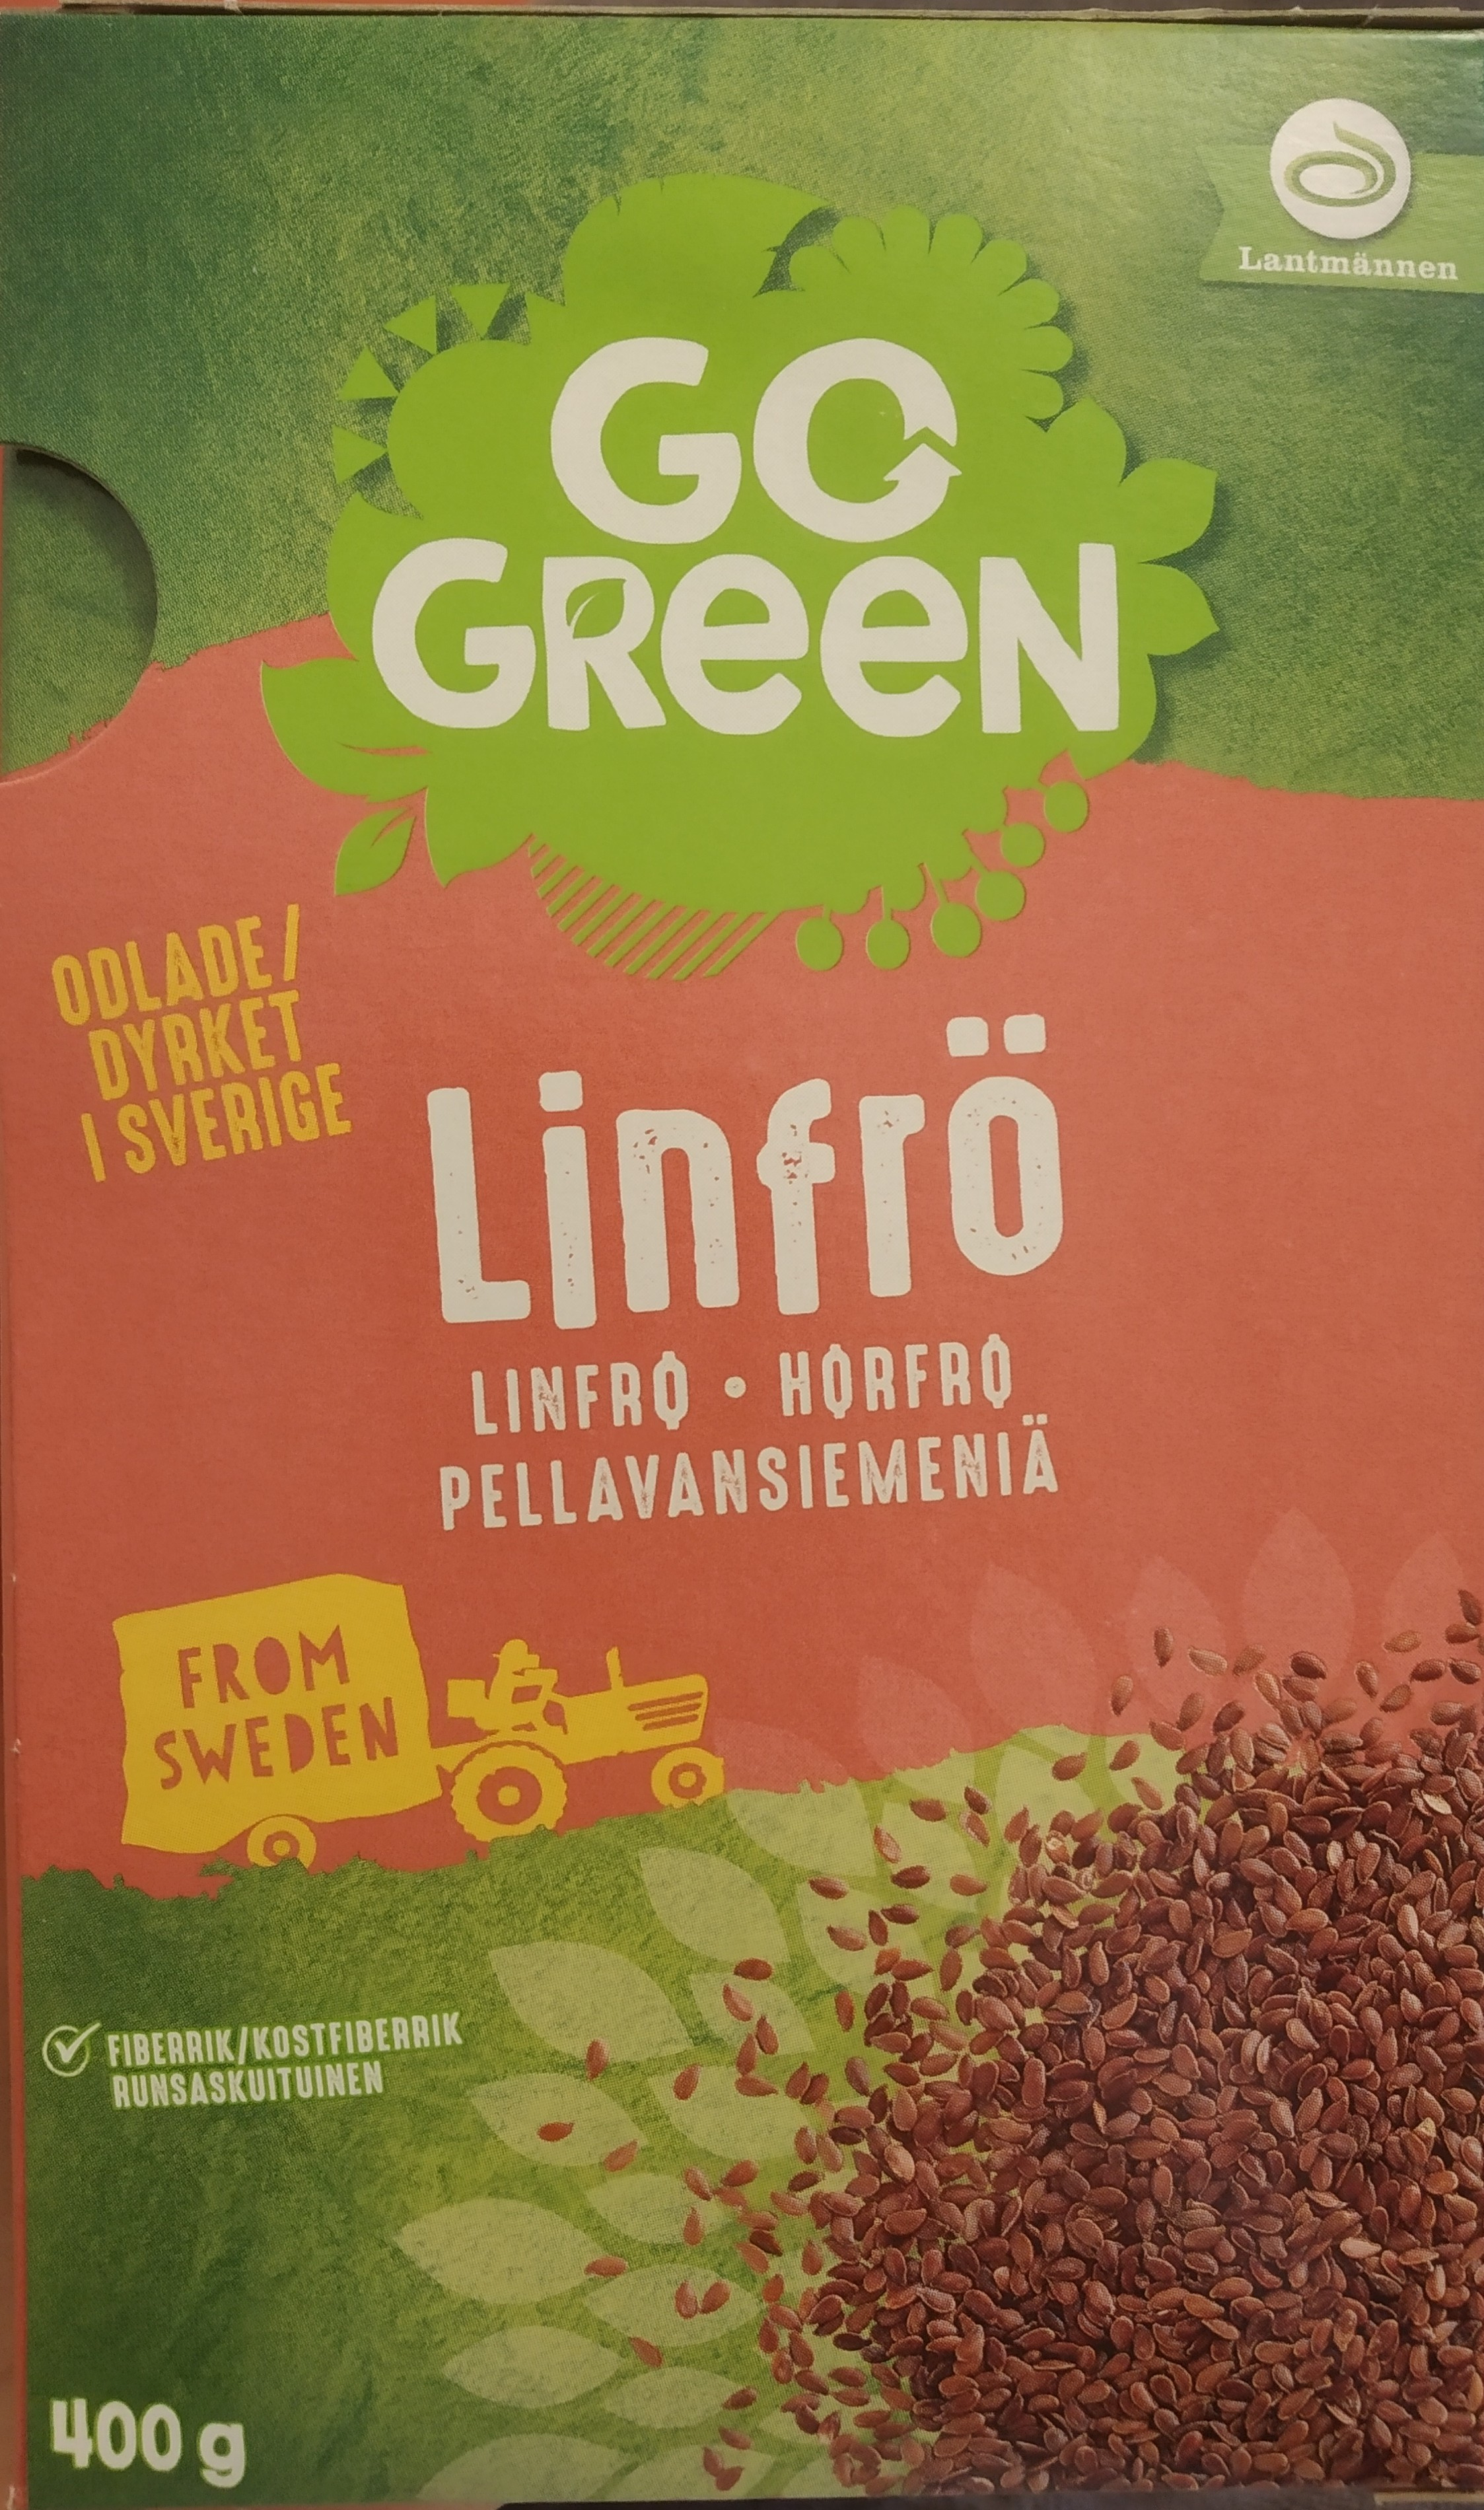 Lantmännen
GO
GReeN
ODLADE/
DYRKET
I SVERIGE
Linfrö
LINFRØ • HØRFRØ
PELLAVANSIEMENIÄ
FROM
SWEDEN
FIBERRIK/KOSTFIBERRIK
RUNSASKUITUINEN
400 g